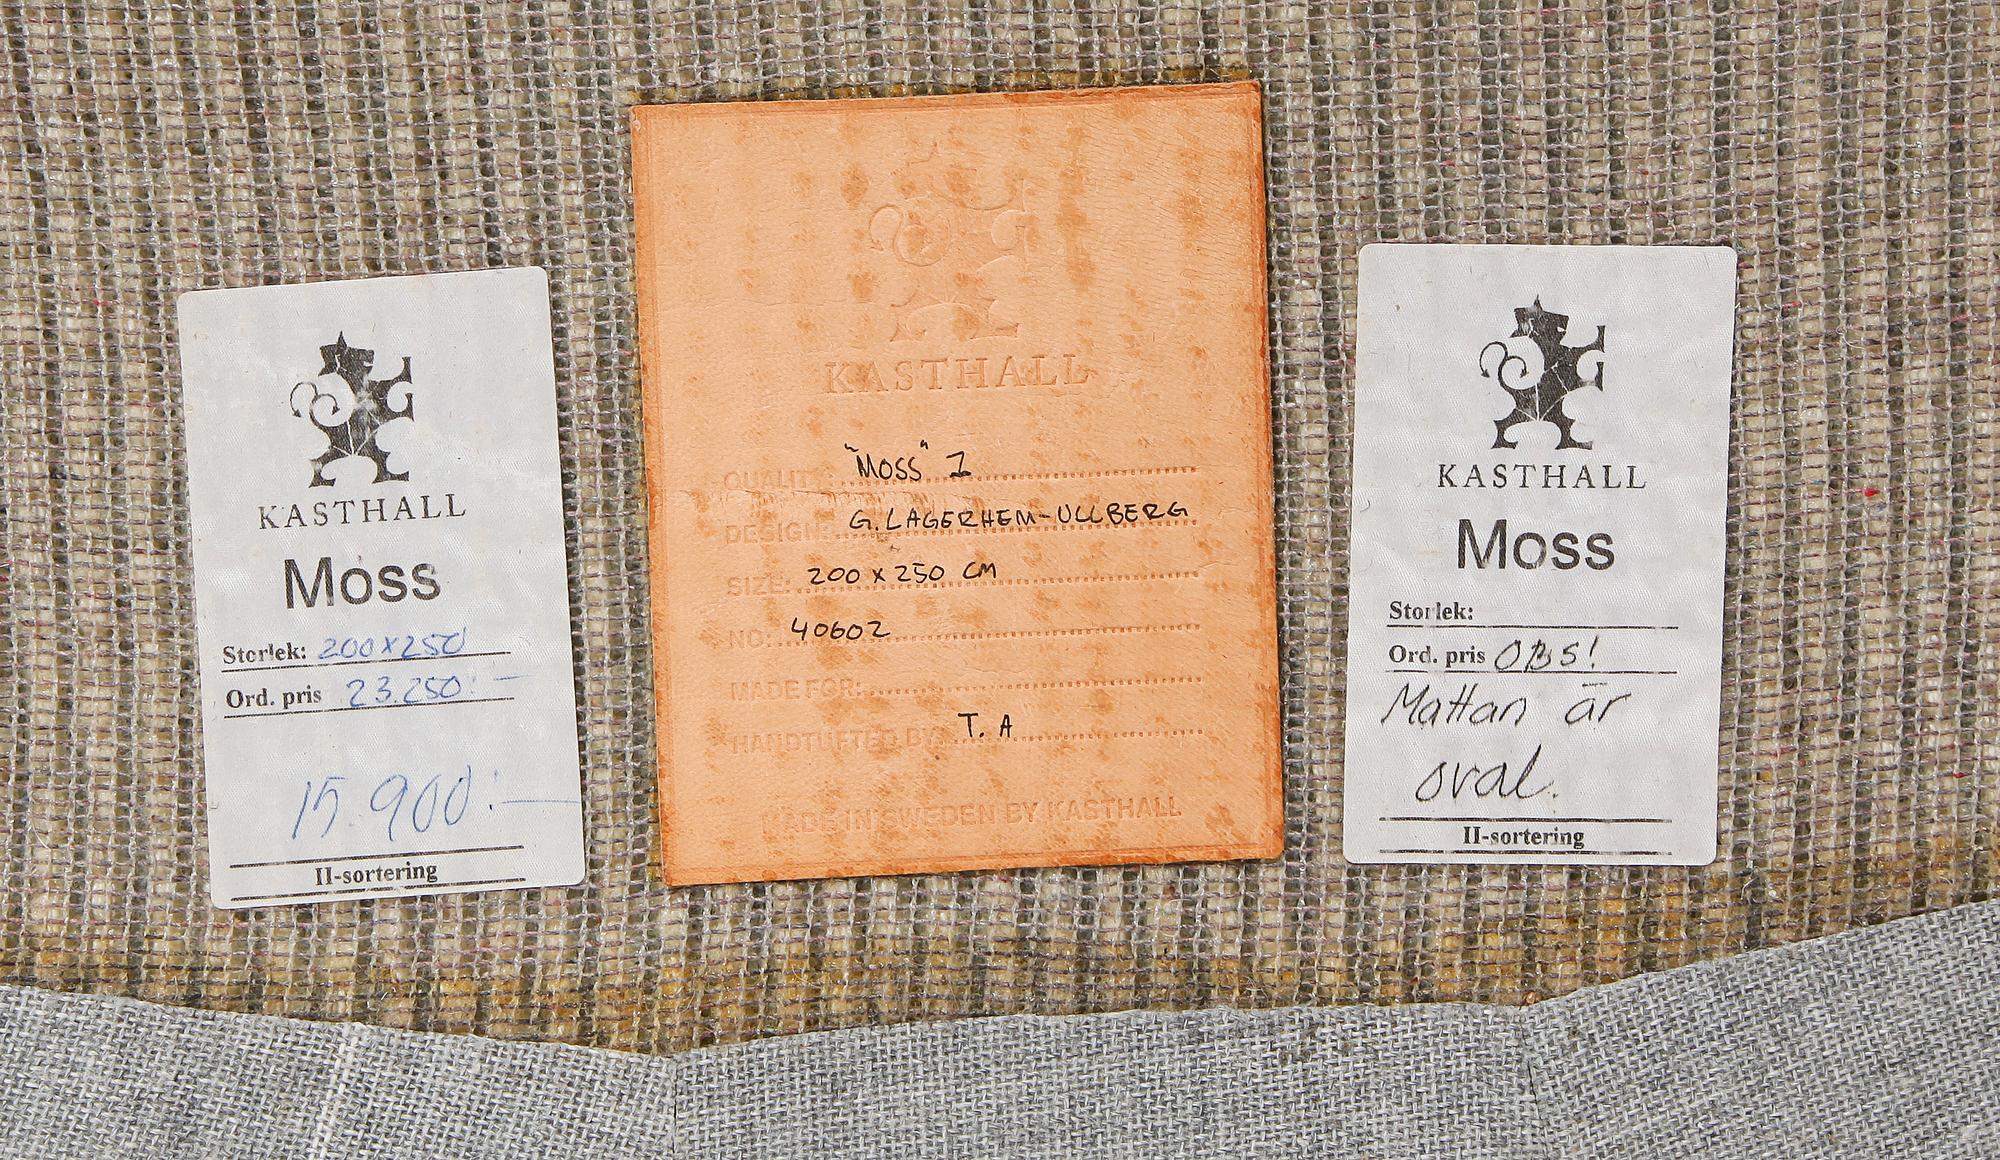 KASTHALL
Moss
Storlek: 200x250
Ord. pris 23.250:-
15.900:-
II-sortering
KASTHALL
QUALITY: "MOSS" 1
DESIGN: G. LAGERHEM-ULLBERG
SIZE: 200 x 250 CM
NO: 40602
MADE FOR:
HANDTUFTED BY: T. A
MADE IN SWEDEN BY KASTHALL
KASTHALL
Moss
Storlek:
Ord. pris OBS!
Mattan är
oval.
II-sortering